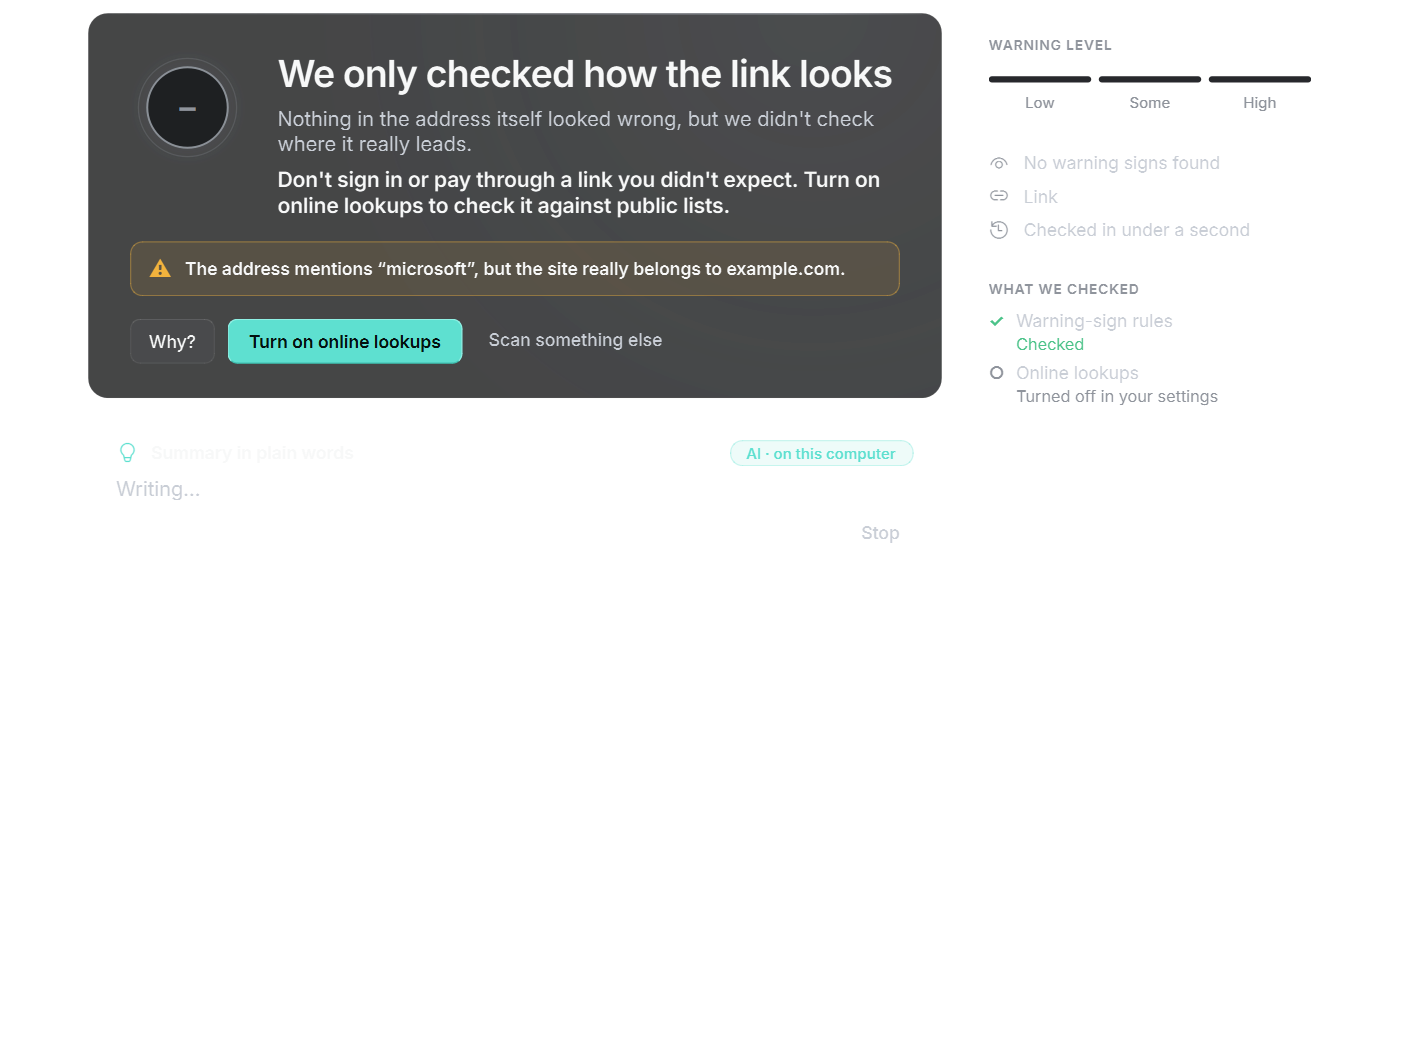 We only checked how the link looks
Nothing in the address itself looked wrong, but we didn't check
where it really leads.
Don't sign in or pay through a link you didn't expect. Turn on
online lookups to check it against public lists.
The address mentions “microsoft”, but the site really belongs to example.com.
Why?
Turn on online lookups
Scan something else
Summary in plain words
AI · on this computer
Writing...
Stop
WARNING LEVEL
Low
Some
High
No warning signs found
Link
Checked in under a second
WHAT WE CHECKED
Warning-sign rules
Checked
Online lookups
Turned off in your settings